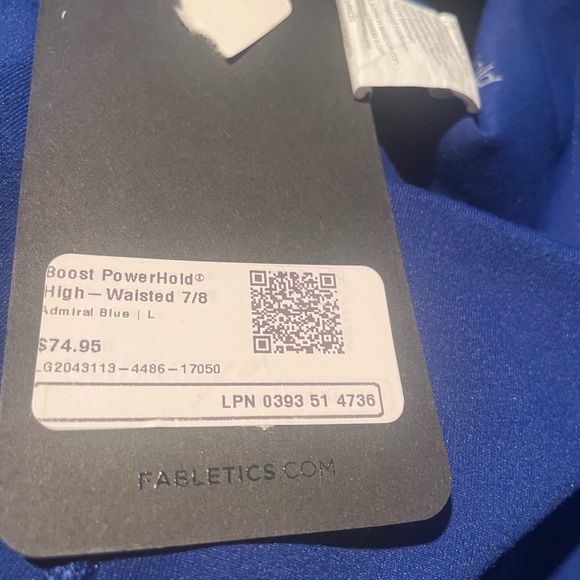 Boost PowerHold®
High-Waisted 7/8
Admiral Blue | L
$74.95
LG2043113-4486-17050
LPN 0393 51 4736
FABLETICS.COM